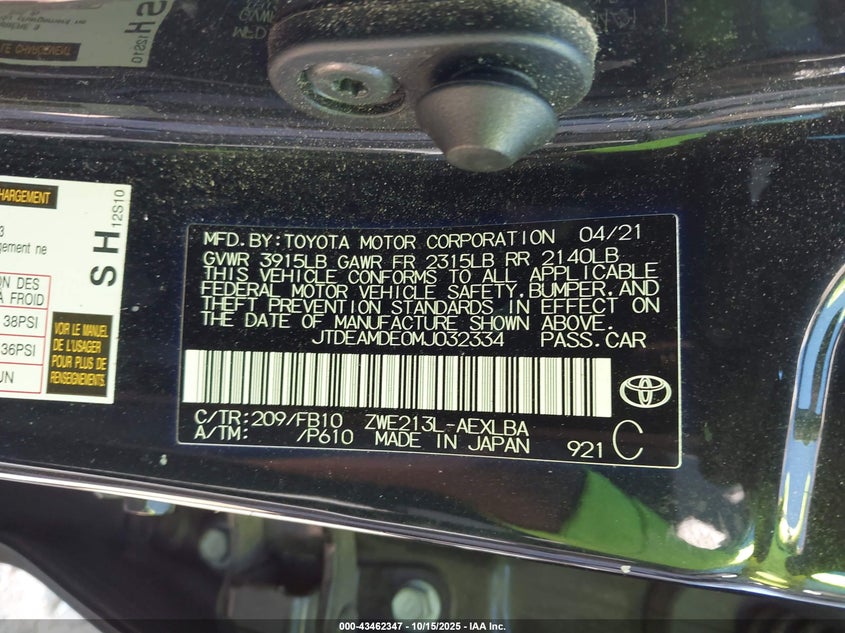 CHARGEMENT
SH
12S10
VOIR LE MANUEL
DE L'USAGER
POUR PLUS DE
RENSEIGNEMENTS
38PSI
36PSI
MFD. BY: TOYOTA MOTOR CORPORATION 04/21
GVWR 3915LB GAWR FR 2315LB RR 2140LB
THIS VEHICLE CONFORMS TO ALL APPLICABLE
FEDERAL MOTOR VEHICLE SAFETY, BUMPER, AND
THEFT PREVENTION STANDARDS IN EFFECT ON
THE DATE OF MANUFACTURE SHOWN ABOVE.
JTDEAMDE0MJ032334 PASS. CAR
C/TR: 209/FB10 ZWE213L-AEXLBA
A/TM: /P610 MADE IN JAPAN 921 C
000-43462347 - 10/15/2025 - IAA Inc.